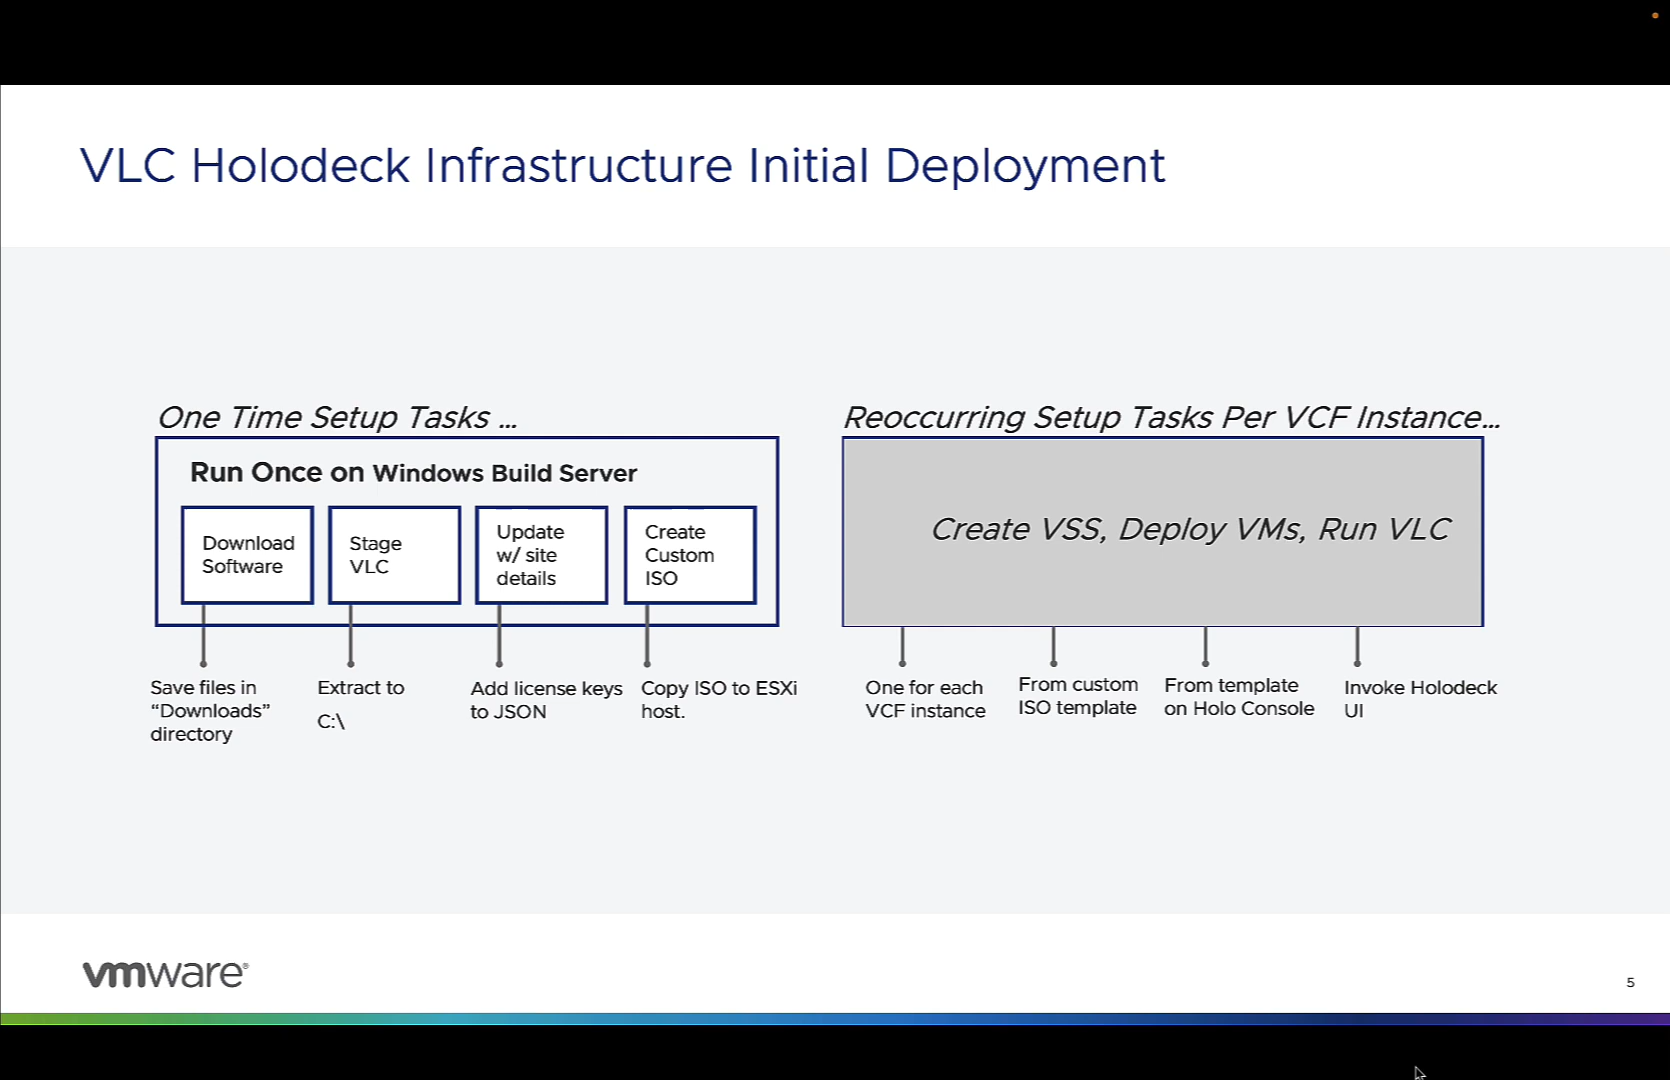 VLC Holodeck Infrastructure Initial Deployment
One Time Setup Tasks ...
Run Once on Windows Build Server
Download
Software
Stage
VLC
Update
w/ site
details
Create
Custom
ISO
Save files in
“Downloads”
directory
Extract to
C:\
Add license keys
to JSON
Copy ISO to ESXi
host.
Reoccurring Setup Tasks Per VCF Instance...
Create VSS, Deploy VMs, Run VLC
One for each
VCF instance
From custom
ISO template
From template
on Holo Console
Invoke Holodeck
UI
vmware®
5